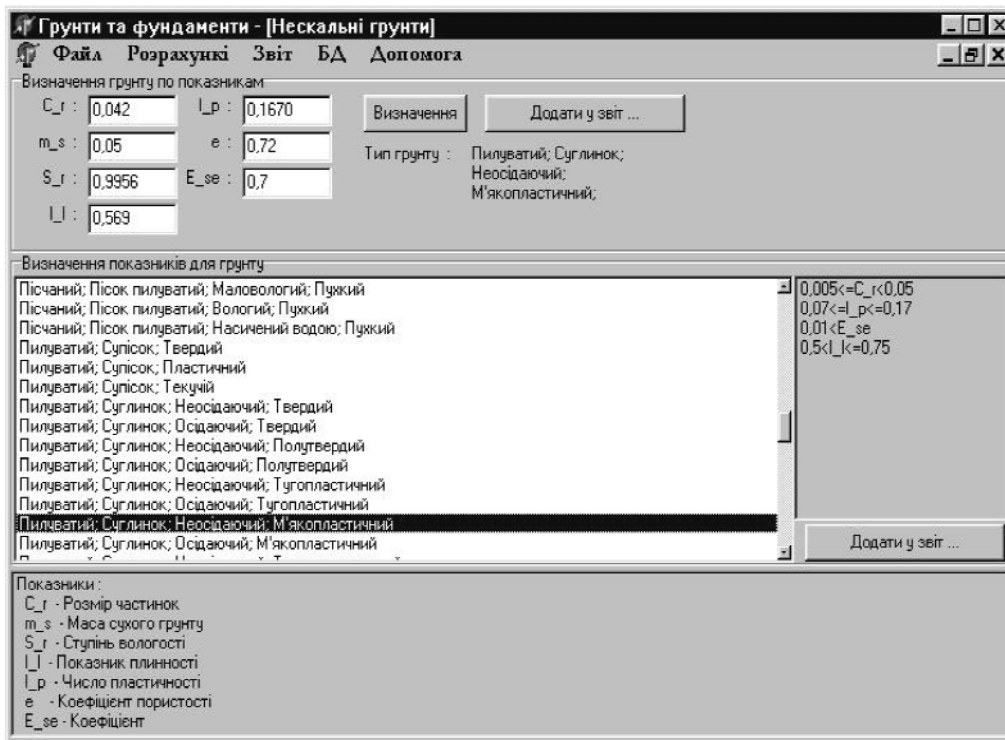 Грунти та фундаменти - [Нескальні грунти]
Файл Розрахункі Звіт БД Допомога
Визначення грунту по показникам
C_r : 0,042 I_p : 0,1670 Визначення Додати у звіт ...
m_s : 0,05 e : 0,72 Тип грунту : Пилуватий; Суглинок;
Неосідаючий;
S_r : 0,9956 E_se : 0,7 М'якопластичний;
I_l : 0,569
Визначення показників для грунту
Пісчаний; Пісок пилуватий; Маловологий; Пухкий
Пісчаний; Пісок пилуватий; Вологий; Пухкий
Пісчаний; Пісок пилуватий; Насичений водою; Пухкий
Пилуватий; Супісок; Твердий
Пилуватий; Супісок; Пластичний
Пилуватий; Супісок; Текучій
Пилуватий; Суглинок; Неосідаючий; Твердий
Пилуватий; Суглинок; Осідаючий; Твердий
Пилуватий; Суглинок; Неосідаючий; Полутвердий
Пилуватий; Суглинок; Осідаючий; Полутвердий
Пилуватий; Суглинок; Неосідаючий; Тугопластичний
Пилуватий; Суглинок; Осідаючий; Тугопластичний
Пилуватий; Суглинок; Неосідаючий; М'якопластичний
Пилуватий; Суглинок; Осідаючий; М'якопластичний
0,005<=C_r<0,05
0,07<=I_p<=0,17
0,01<E_se
0,5<I_l<=0,75
Додати у звіт ...
Показники :
C_r - Розмір частинок
m_s - Маса сухого грунту
S_r - Ступінь вологості
I_l - Показник плинності
I_p - Число пластичності
e - Коефіцієнт пористості
E_se - Коефіцієнт